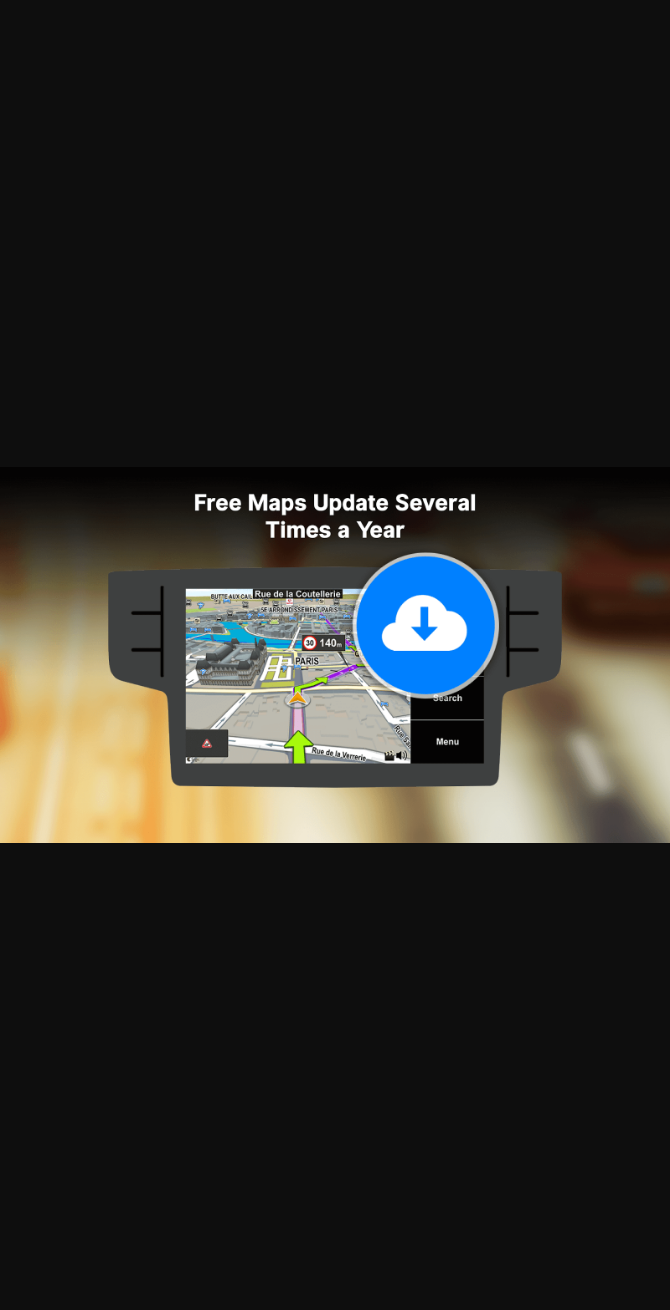 Free Maps Update Several
Times a Year
BUTTE-AUX-CAIL
Rue de la Coutellerie
5E ARRONDISSEMENT PARIS
30
140m
PARIS
Search
Menu
Rue de la Verrerie